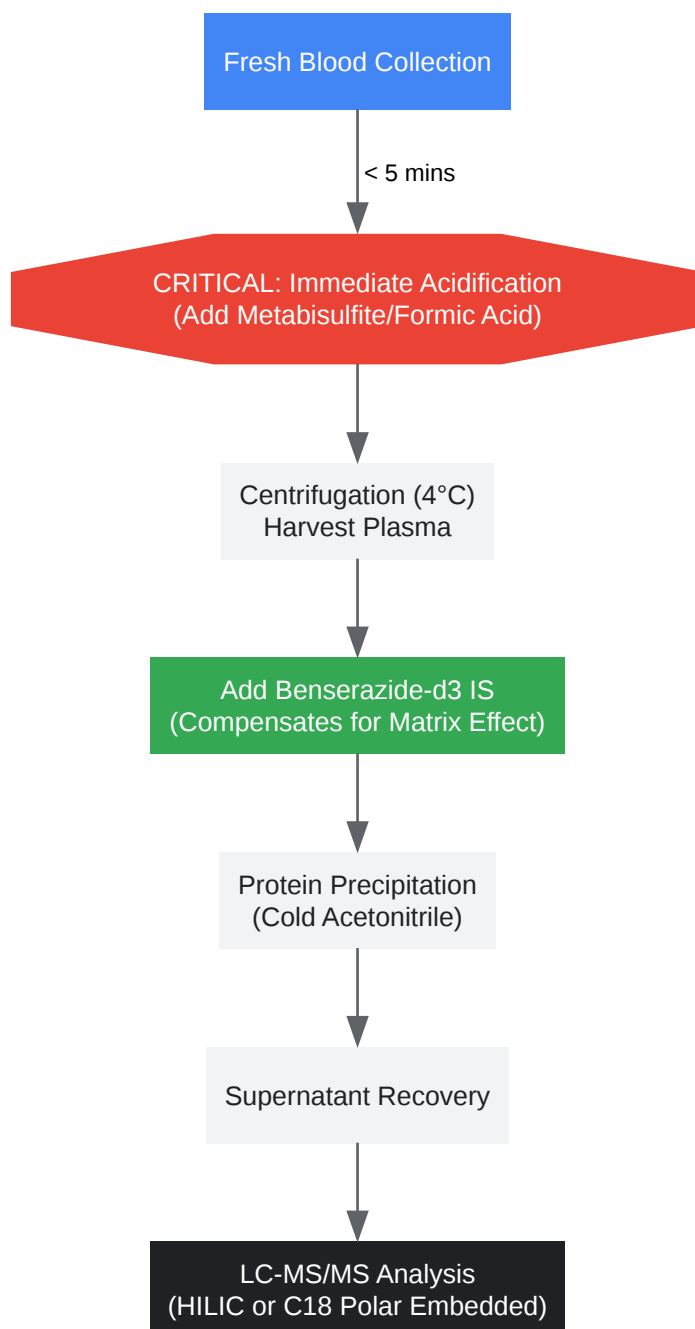 Fresh Blood Collection
< 5 mins
CRITICAL: Immediate Acidification
(Add Metabisulfite/Formic Acid)
Centrifugation (4°C)
Harvest Plasma
Add Benserazide-d3 IS
(Compensates for Matrix Effect)
Protein Precipitation
(Cold Acetonitrile)
Supernatant Recovery
LC-MS/MS Analysis
(HILIC or C18 Polar Embedded)